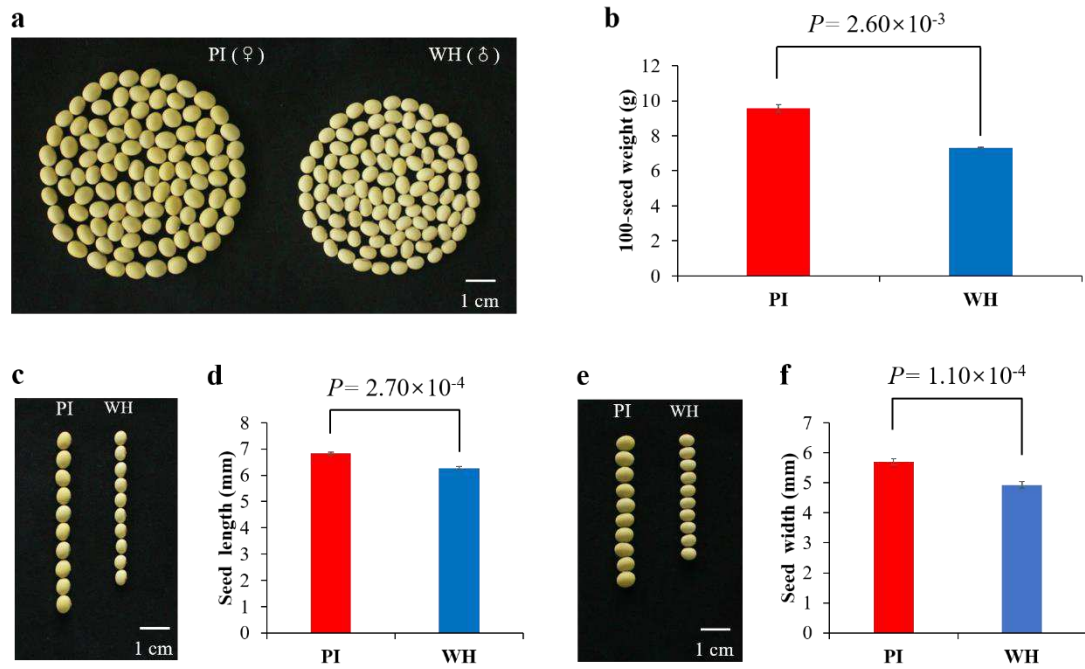 a
PI (♀)
WH (♂)
1 cm
b
P = 2.60×10⁻³
100-seed weight (g)
12
10
8
6
4
2
0
PI
WH
c
PI
WH
1 cm
d
P= 2.70×10⁻⁴
Seed length (mm)
8
7
6
5
4
3
2
1
0
PI
WH
e
PI
WH
1 cm
f
P= 1.10×10⁻⁴
Seed width (mm)
7
6
5
4
3
2
1
0
PI
WH